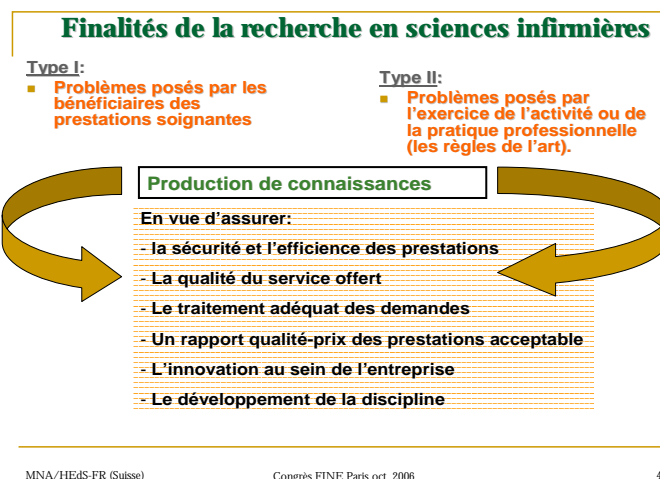 Finalités de la recherche en sciences infirmières
Type I:
Problèmes posés par les
bénéficiaires des
prestations soignantes
Type II:
Problèmes posés par
l'exercice de l'activité ou de
la pratique professionnelle
(les règles de l'art).
Production de connaissances
En vue d'assurer:
- la sécurité et l'efficience des prestations
- La qualité du service offert
- Le traitement adéquat des demandes
- Un rapport qualité-prix des prestations acceptable
- L'innovation au sein de l'entreprise
- Le développement de la discipline
MNA/HEdS-FR (Suisse)
Congrès FINE Paris oct. 2006
4